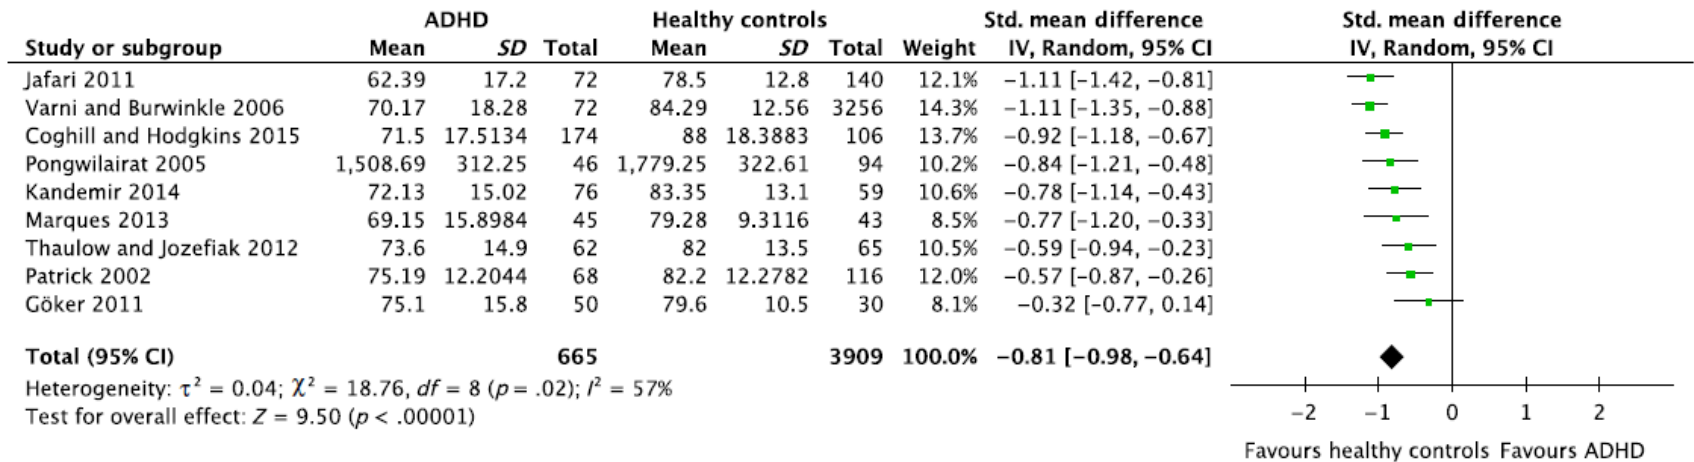 ADHD Healthy controls Std. mean difference Std. mean difference
Study or subgroup Mean SD Total Mean SD Total Weight IV, Random, 95% CI IV, Random, 95% CI
Jafari 2011 62.39 17.2 72 78.5 12.8 140 12.1% −1.11 [−1.42, −0.81]
Varni and Burwinkle 2006 70.17 18.28 72 84.29 12.56 3256 14.3% −1.11 [−1.35, −0.88]
Coghill and Hodgkins 2015 71.5 17.5134 174 88 18.3883 106 13.7% −0.92 [−1.18, −0.67]
Pongwilairat 2005 1,508.69 312.25 46 1,779.25 322.61 94 10.2% −0.84 [−1.21, −0.48]
Kandemir 2014 72.13 15.02 76 83.35 13.1 59 10.6% −0.78 [−1.14, −0.43]
Marques 2013 69.15 15.8984 45 79.28 9.3116 43 8.5% −0.77 [−1.20, −0.33]
Thaulow and Jozefiak 2012 73.6 14.9 62 82 13.5 65 10.5% −0.59 [−0.94, −0.23]
Patrick 2002 75.19 12.2044 68 82.2 12.2782 116 12.0% −0.57 [−0.87, −0.26]
Göker 2011 75.1 15.8 50 79.6 10.5 30 8.1% −0.32 [−0.77, 0.14]
Total (95% CI) 665 3909 100.0% −0.81 [−0.98, −0.64]
Heterogeneity: τ² = 0.04; χ² = 18.76, df = 8 (p = .02); I² = 57%
Test for overall effect: Z = 9.50 (p < .00001)
−2 −1 0 1 2
Favours healthy controls Favours ADHD